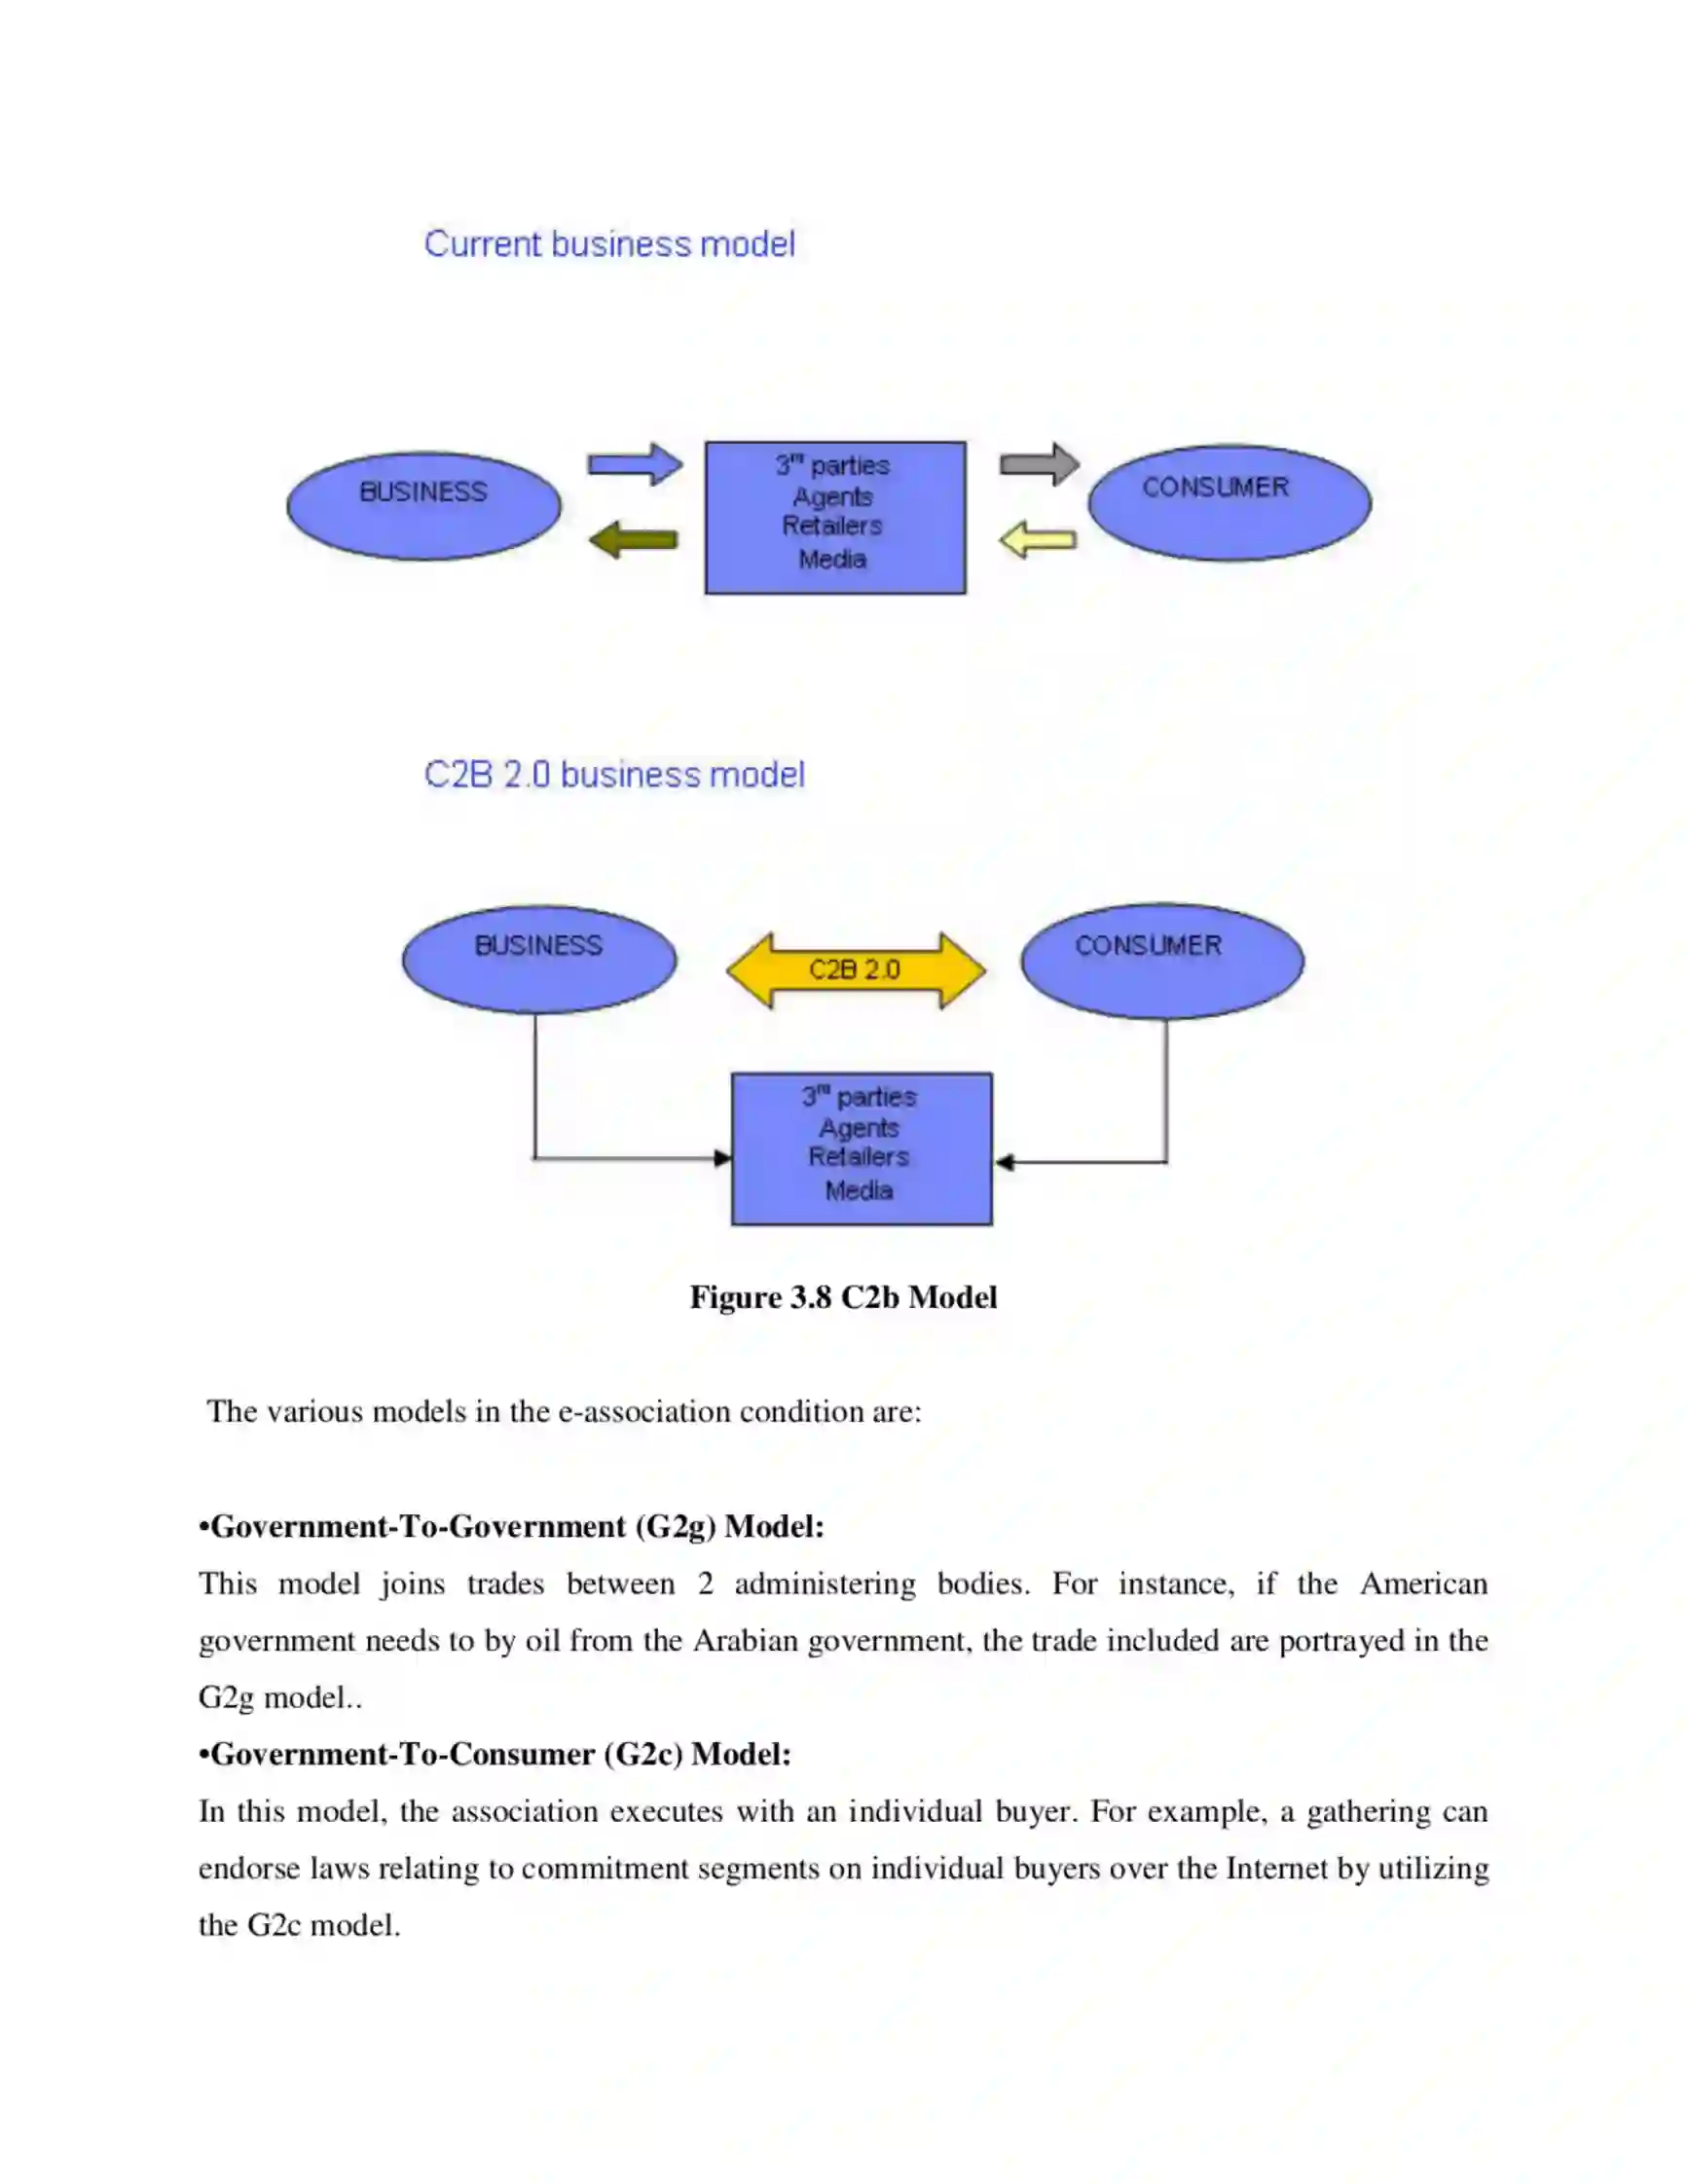 Current business model
BUSINESS
3rd parties
Agents
Retailers
Media
CONSUMER
C2B 2.0 business model
BUSINESS
C2B 2.0
CONSUMER
3rd parties
Agents
Retailers
Media
Figure 3.8 C2b Model
The various models in the e-association condition are:
•Government-To-Government (G2g) Model:
This model joins trades between 2 administering bodies. For instance, if the American
government needs to by oil from the Arabian government, the trade included are portrayed in the
G2g model..
•Government-To-Consumer (G2c) Model:
In this model, the association executes with an individual buyer. For example, a gathering can
endorse laws relating to commitment segments on individual buyers over the Internet by utilizing
the G2c model.